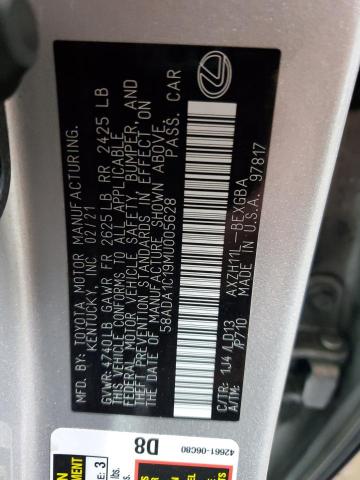 MFD. BY: TOYOTA MOTOR MANUFACTURING,
KENTUCKY, INC 02/21
GVWR: 4740LB GAWR FR 2625 LB RR 2425 LB
THIS VEHICLE CONFORMS TO ALL APPLICABLE
FEDERAL MOTOR VEHICLE SAFETY, BUMPER, AND
THEFT PREVENTION STANDARDS IN EFFECT ON
THE DATE OF MANUFACTURE SHOWN ABOVE.
58ADA1C19MU005628 PASS. CAR
C/TR: 1J4 /LD13 AXZH11L-BEXGBA
A/TM: /P710 MADE IN U.S.A. 97817
42661-06C80
D8
3
lbs.